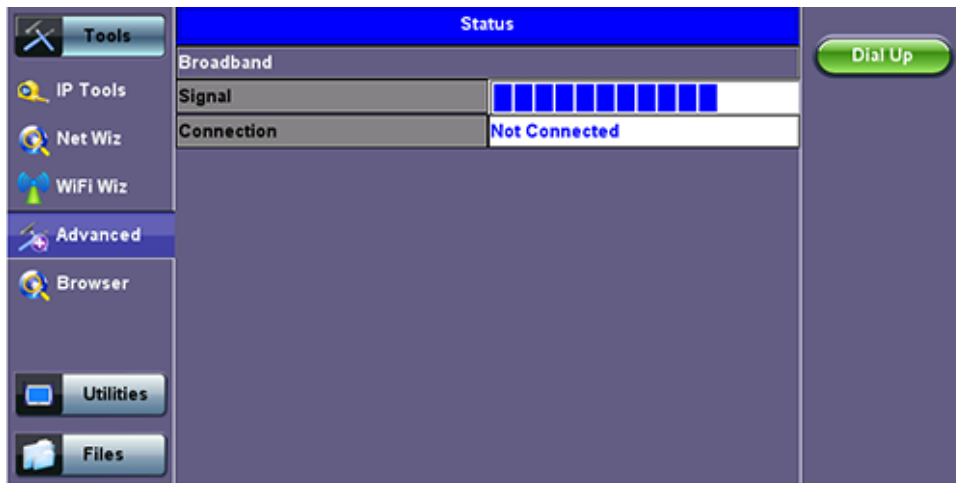 Tools
IP Tools
Net Wiz
WiFi Wiz
Advanced
Browser
Utilities
Files
Status
Broadband
Signal
Connection Not Connected
Dial Up